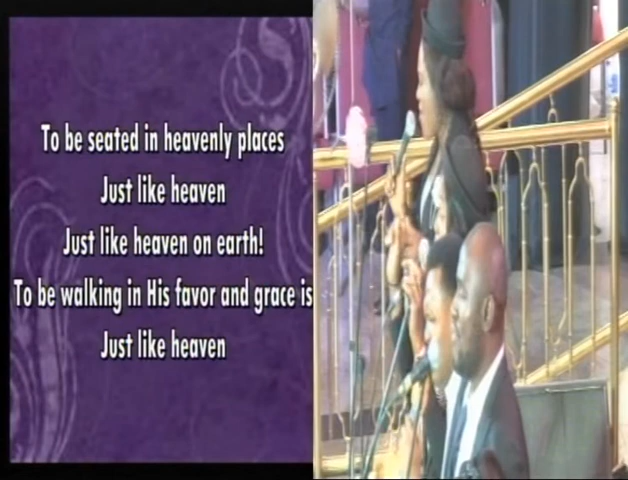 To be seated in heavenly places
Just like heaven
Just like heaven on earth!
To be walking in His favor and grace is
Just like heaven